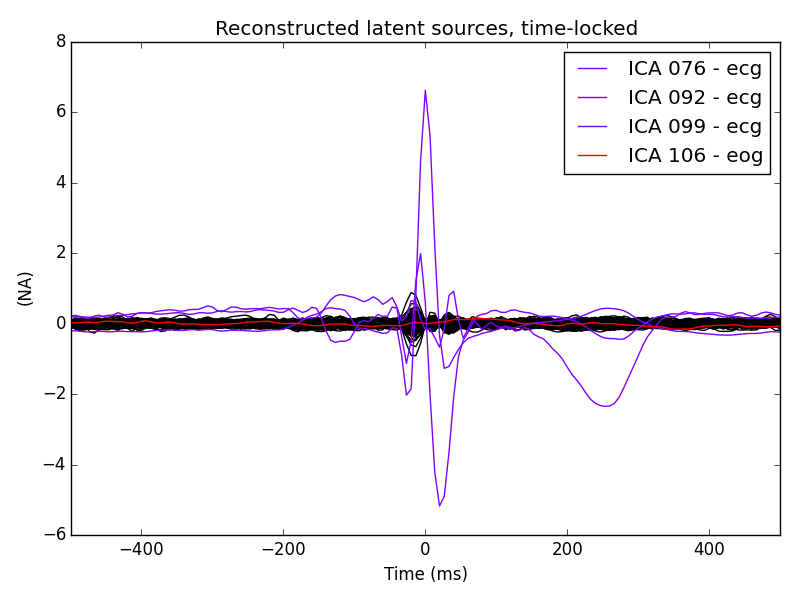 Reconstructed latent sources, time-locked
ICA 076 - ecg
ICA 092 - ecg
ICA 099 - ecg
ICA 106 - eog
8
6
4
2
0
−2
−4
−6
(NA)
−400 −200 0 200 400
Time (ms)